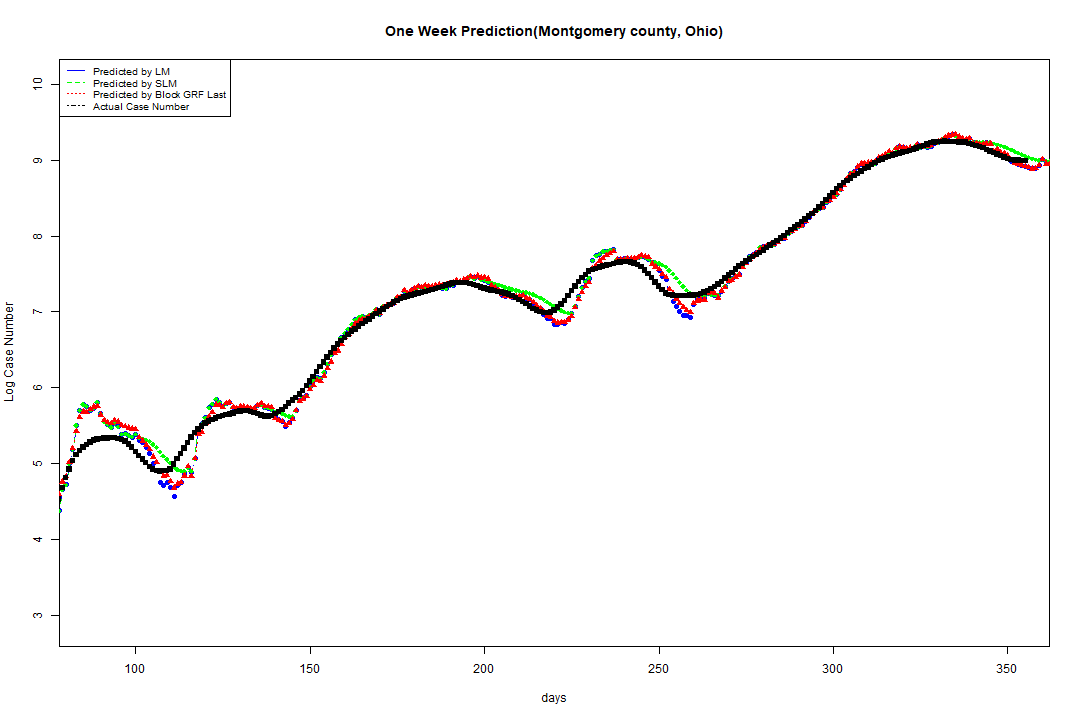 One Week Prediction(Montgomery county, Ohio)
Predicted by LM
Predicted by SLM
Predicted by Block GRF Last
Actual Case Number
10
9
8
7
6
5
4
3
Log Case Number
100 150 200 250 300 350
days